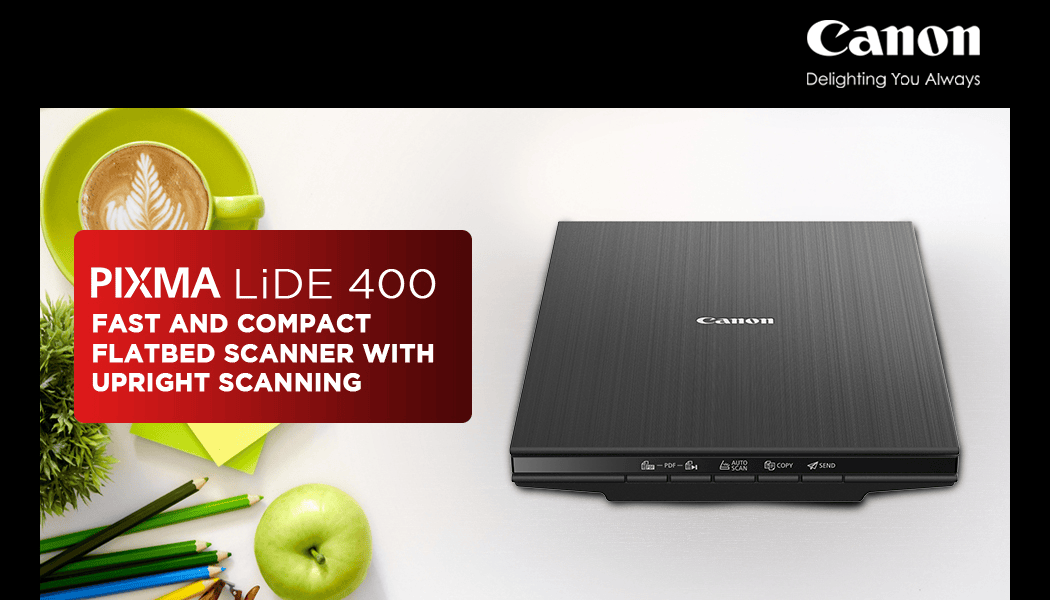 Canon
Delighting You Always
PIXMA LiDE 400
FAST AND COMPACT
FLATBED SCANNER WITH
UPRIGHT SCANNING
Canon
PDF AUTO SCAN COPY SEND